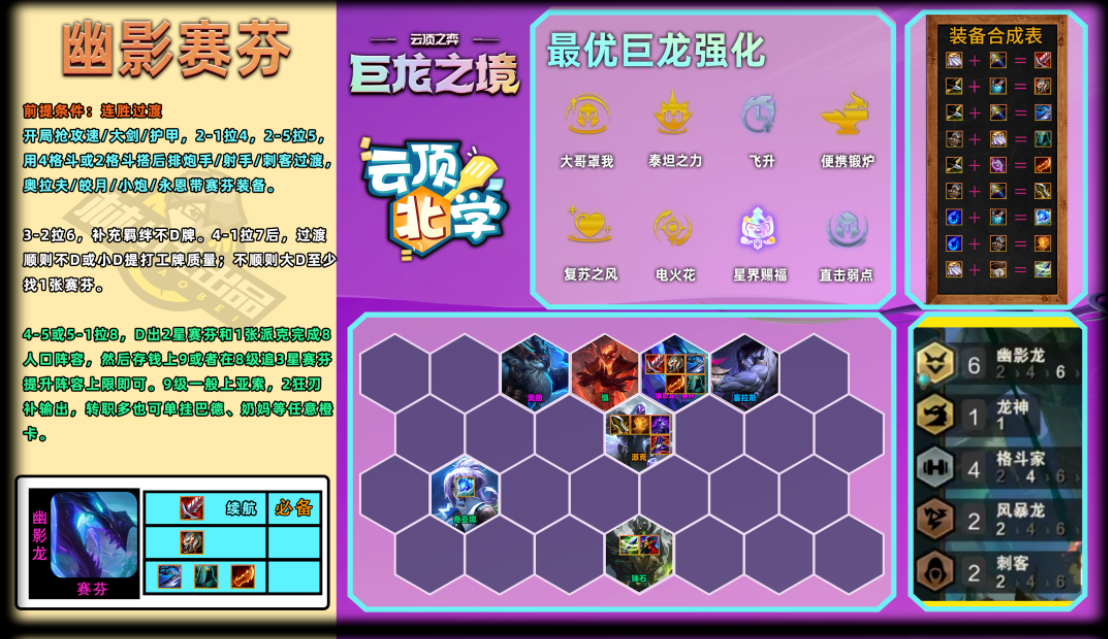 幽影赛芬
前提条件：连胜过渡
开局抢攻速/大剑/护甲，2-1拉4，2-5拉5，
用4格斗或2格斗搭后排炮手/射手/刺客过渡，
奥拉夫/皎月/小炮/永恩带赛芬装备。
3-2拉6，补充羁绊不D牌。4-1拉7后，过渡
顺则不D或小D提打工牌质量；不顺则大D至少
找1张赛芬。
4-5或5-1拉8，D出2星赛芬和1张派克完成8
人口阵容，然后存钱上9或者在8级追3星赛芬
提升阵容上限即可。9级一般上亚索，2狂刃
补输出，转职多也可单挂巴德、奶妈等任意橙
卡。
幽影龙
赛芬
续航
必备
云顶之弈
巨龙之境
云顶
北学
最优巨龙强化
大哥罩我
泰坦之力
飞升
便携锻炉
复苏之风
电火花
星界赐福
直击弱点
装备合成表
奥恩
慎
塞拉斯
派克
锤石
6
幽影龙
2 4 6
1
龙神
1
4
格斗家
2 4 6
2
风暴龙
2 4 6
2
刺客
2 4 6